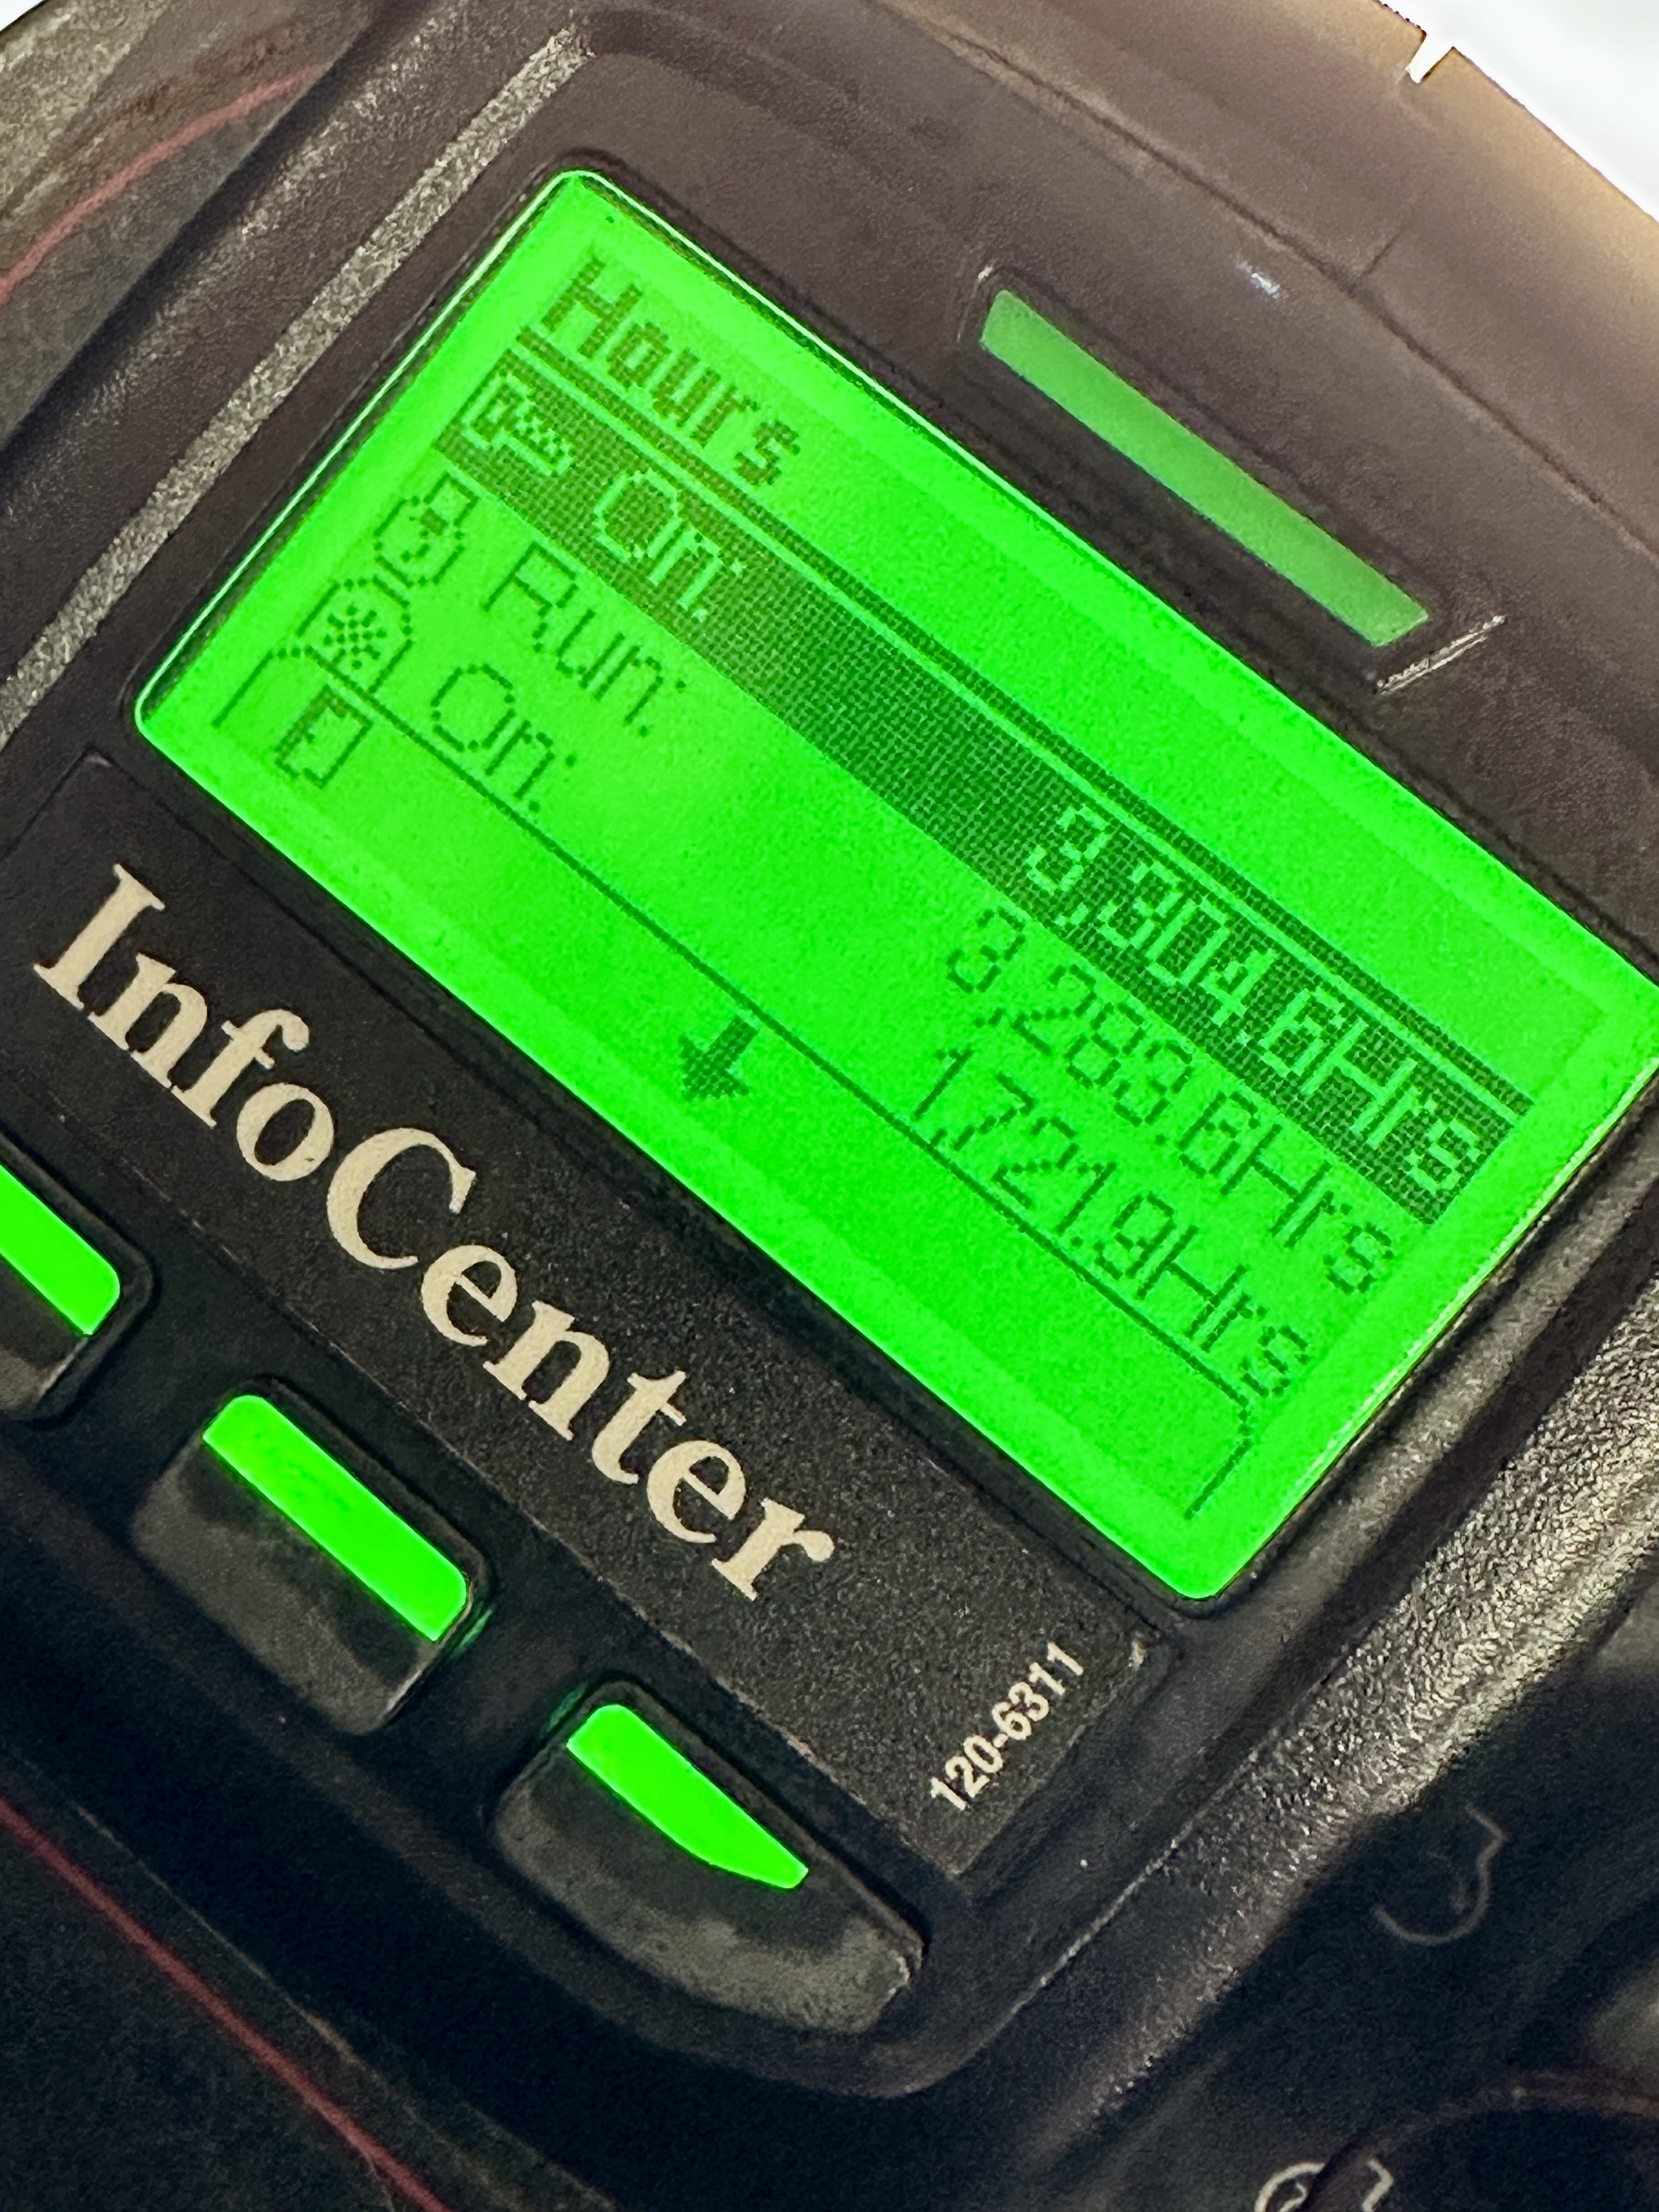 Hours
On: 3,304.6Hrs
Run: 3,283.6Hrs
On: 1,721.9Hrs
InfoCenter
120-6311